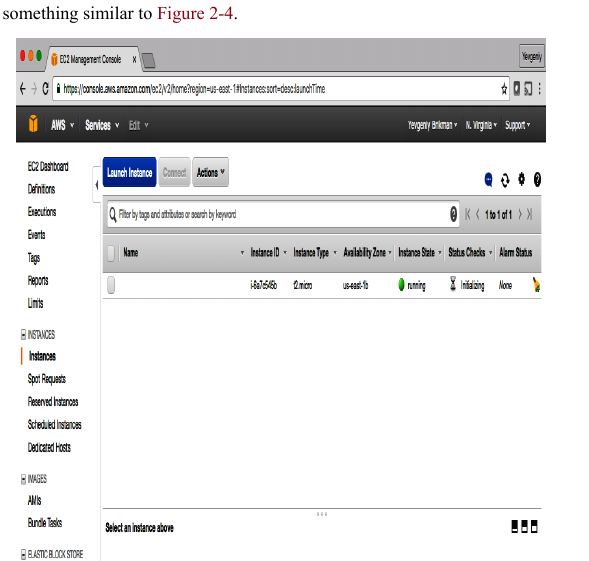 something similar to Figure 2-4.
EC2 Management Console x
Yevgeniy
https://console.aws.amazon.com/ec2/v2/home?region=us-east-1#Instances:sort=desc:launchTime
AWS Services Edit Yevgeniy Brikman N. Virginia Support
EC2 Dashboard
Definitions
Executions
Events
Tags
Reports
Limits
INSTANCES
Instances
Spot Requests
Reserved Instances
Scheduled Instances
Dedicated Hosts
IMAGES
AMIs
Bundle Tasks
ELASTIC BLOCK STORE
Launch Instance Connect Actions
Filter by tags and attributes or search by keyword 1 to 1 of 1
Name Instance ID Instance Type Availability Zone Instance State Status Checks Alarm Status
i-6a7c545b t2.micro us-east-1b running Initializing None
Select an instance above